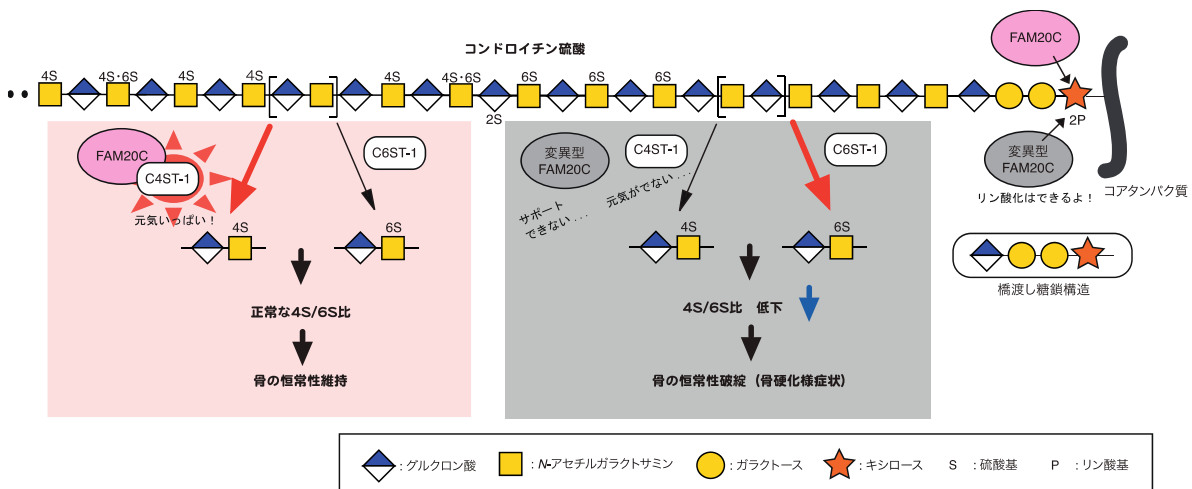 コンドロイチン硫酸
4S
4S・6S
4S
4S
4S
4S・6S
2S
6S
6S
6S
FAM20C
2P
変異型
FAM20C
リン酸化はできるよ！
コアタンパク質
橋渡し糖鎖構造
FAM20C
C4ST-1
元気いっぱい！
C6ST-1
4S
6S
正常な4S/6S比
骨の恒常性維持
変異型
FAM20C
サポート
できない...
C4ST-1
元気がでない...
C6ST-1
4S
6S
4S/6S比 低下
骨の恒常性破綻（骨硬化様症状）
：グルクロン酸
：N-アセチルガラクトサミン
：ガラクトース
：キシロース
S ：硫酸基
P ：リン酸基